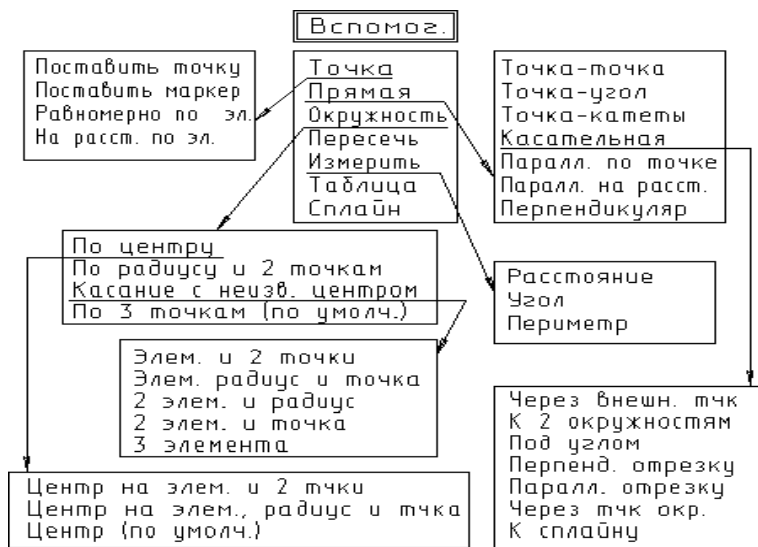 Вспомог.
Поставить точку
Поставить маркер
Равномерно по эл.
На расст. по эл.
Точка
Прямая
Окружность
Пересечь
Измерить
Таблица
Сплайн
Точка-точка
Точка-угол
Точка-катеты
Касательная
Паралл. по точке
Паралл. на расст.
Перпендикуляр
По центру
По радиусу и 2 точкам
Касание с неизв. центром
По 3 точкам (по умолч.)
Расстояние
Угол
Периметр
Элем. и 2 точки
Элем. радиус и точка
2 элем. и радиус
2 элем. и точка
3 элемента
Через внешн. тчк
К 2 окружностям
Под углом
Перпенд. отрезку
Паралл. отрезку
Через тчк окр.
К сплайну
Центр на элем. и 2 тчки
Центр на элем., радиус и тчка
Центр (по умолч.)